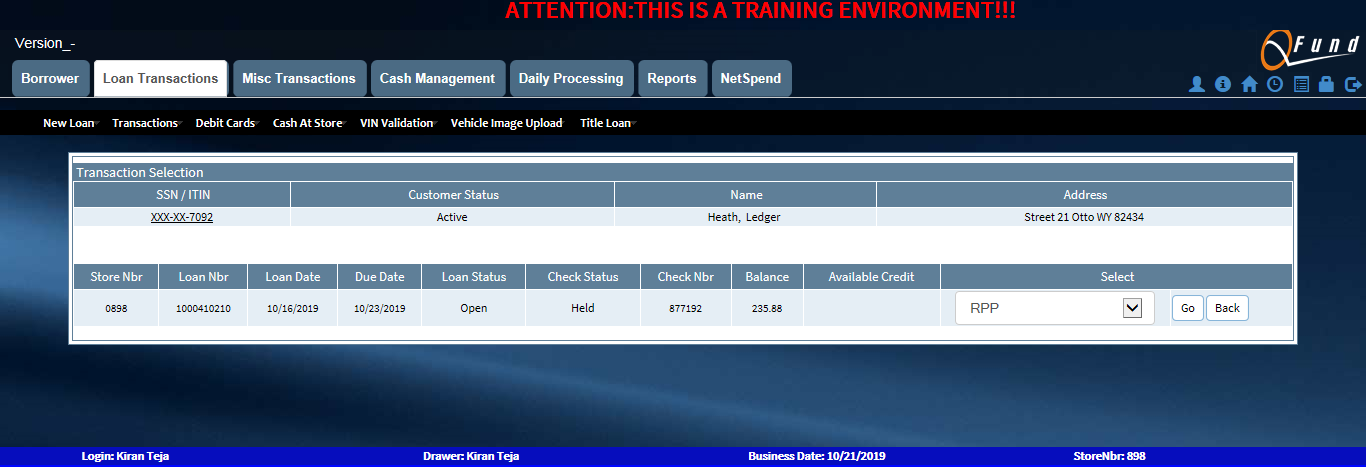 ATTENTION:THIS IS A TRAINING ENVIRONMENT!!!
Version_-
QFund
Borrower Loan Transactions Misc Transactions Cash Management Daily Processing Reports NetSpend
New Loan Transactions Debit Cards Cash At Store VIN Validation Vehicle Image Upload Title Loan
Transaction Selection
SSN / ITIN Customer Status Name Address
XXX-XX-7092 Active Heath, Ledger Street 21 Otto WY 82434
Store Nbr Loan Nbr Loan Date Due Date Loan Status Check Status Check Nbr Balance Available Credit Select
0898 1000410210 10/16/2019 10/23/2019 Open Held 877192 235.88 RPP Go Back
Login: Kiran Teja Drawer: Kiran Teja Business Date: 10/21/2019 StoreNbr: 898